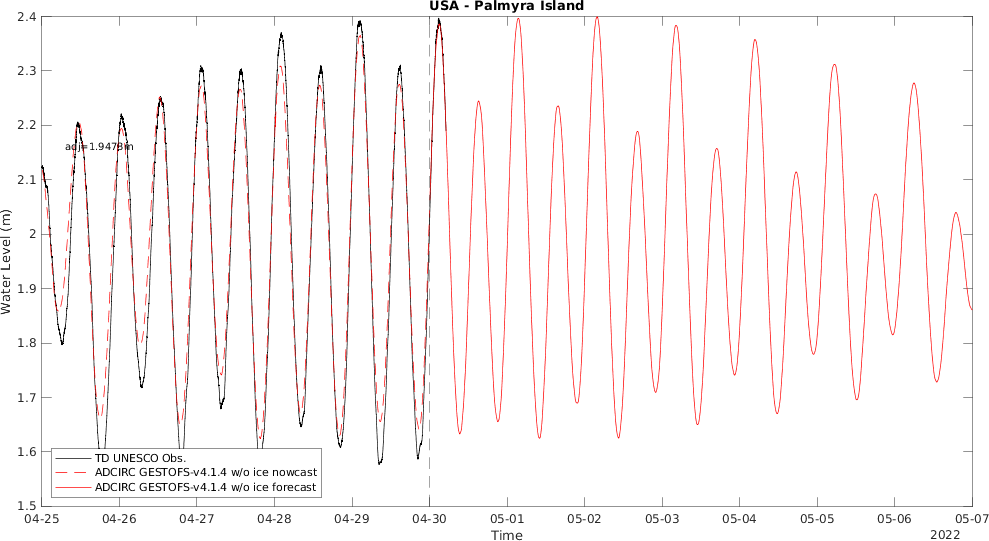 USA - Palmyra Island
2.4
2.3
2.2
2.1
2
1.9
1.8
1.7
1.6
1.5
Water Level (m)
adj=1.9473m
TD UNESCO Obs.
ADCIRC GESTOFS-v4.1.4 w/o ice nowcast
ADCIRC GESTOFS-v4.1.4 w/o ice forecast
04-25 04-26 04-27 04-28 04-29 04-30 05-01 05-02 05-03 05-04 05-05 05-06 05-07
Time
2022